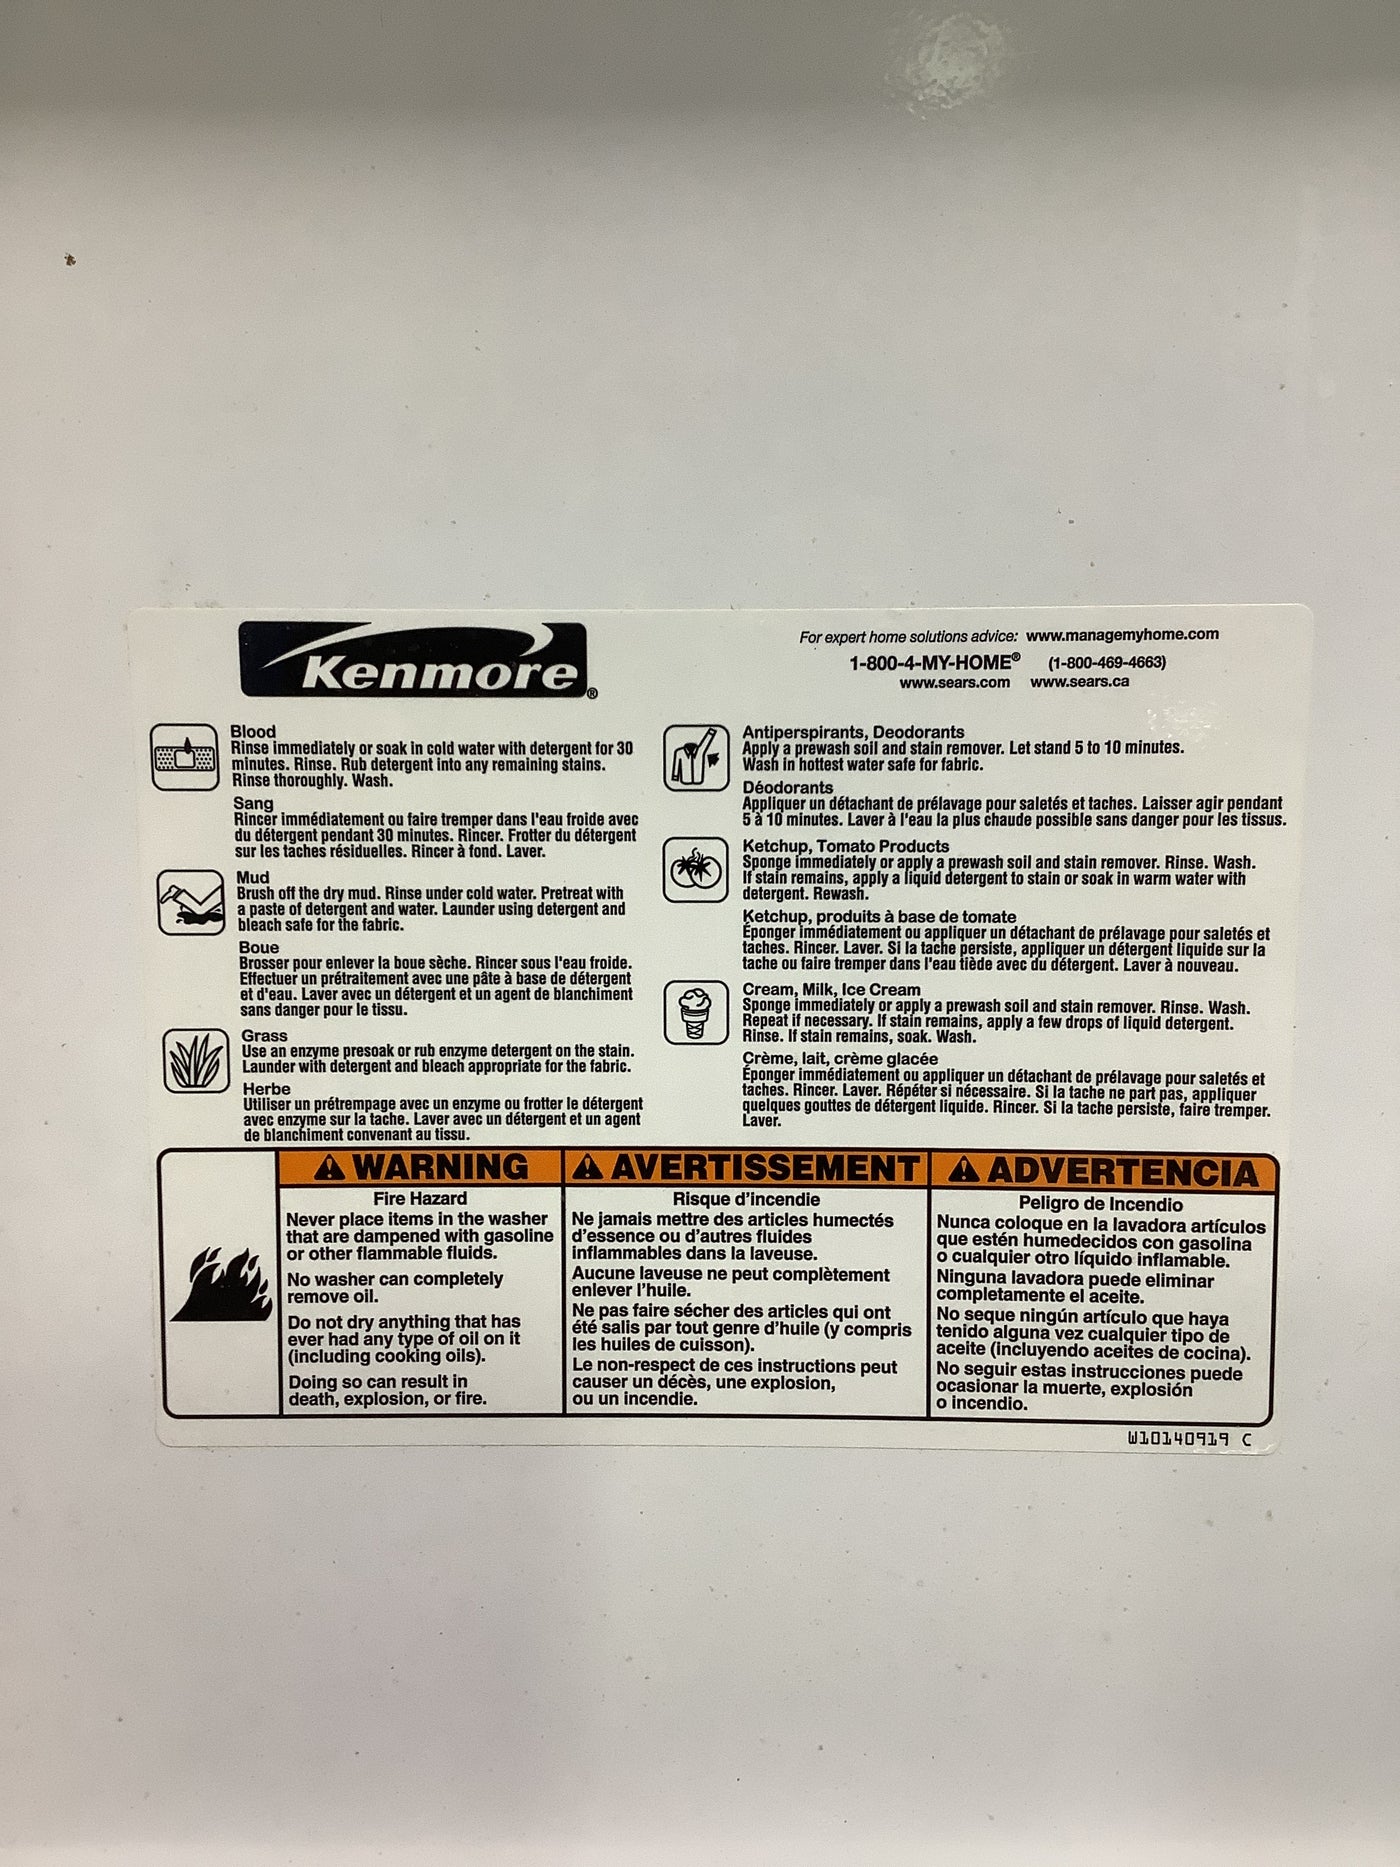 Kenmore®
For expert home solutions advice: www.managemyhome.com
1-800-4-MY-HOME® (1-800-469-4663)
www.sears.com www.sears.ca
Blood
Rinse immediately or soak in cold water with detergent for 30
minutes. Rinse. Rub detergent into any remaining stains.
Rinse thoroughly. Wash.
Sang
Rincer immédiatement ou faire tremper dans l'eau froide avec
du détergent pendant 30 minutes. Rincer. Frotter du détergent
sur les taches résiduelles. Rincer à fond. Laver.
Mud
Brush off the dry mud. Rinse under cold water. Pretreat with
a paste of detergent and water. Launder using detergent and
bleach safe for the fabric.
Boue
Brosser pour enlever la boue sèche. Rincer sous l'eau froide.
Effectuer un prétraitement avec une pâte à base de détergent
et d'eau. Laver avec un détergent et un agent de blanchiment
sans danger pour le tissu.
Grass
Use an enzyme presoak or rub enzyme detergent on the stain.
Launder with detergent and bleach appropriate for the fabric.
Herbe
Utiliser un prétrempage avec un enzyme ou frotter le détergent
avec enzyme sur la tache. Laver avec un détergent et un agent
de blanchiment convenant au tissu.
Antiperspirants, Deodorants
Apply a prewash soil and stain remover. Let stand 5 to 10 minutes.
Wash in hottest water safe for fabric.
Déodorants
Appliquer un détachant de prélavage pour saletés et taches. Laisser agir pendant
5 à 10 minutes. Laver à l'eau la plus chaude possible sans danger pour les tissus.
Ketchup, Tomato Products
Sponge immediately or apply a prewash soil and stain remover. Rinse. Wash.
If stain remains, apply a liquid detergent to stain or soak in warm water with
detergent. Rewash.
Ketchup, produits à base de tomate
Éponger immédiatement ou appliquer un détachant de prélavage pour saletés et
taches. Rincer. Laver. Si la tache persiste, appliquer un détergent liquide sur la
tache ou faire tremper dans l'eau tiède avec du détergent. Laver à nouveau.
Cream, Milk, Ice Cream
Sponge immediately or apply a prewash soil and stain remover. Rinse. Wash.
Repeat if necessary. If stain remains, apply a few drops of liquid detergent.
Rinse. If stain remains, soak. Wash.
Crème, lait, crème glacée
Éponger immédiatement ou appliquer un détachant de prélavage pour saletés et
taches. Rincer. Laver. Répéter si nécessaire. Si la tache ne part pas, appliquer
quelques gouttes de détergent liquide. Rincer. Si la tache persiste, faire tremper.
Laver.
WARNING
Fire Hazard
Never place items in the washer
that are dampened with gasoline
or other flammable fluids.
No washer can completely
remove oil.
Do not dry anything that has
ever had any type of oil on it
(including cooking oils).
Doing so can result in
death, explosion, or fire.
AVERTISSEMENT
Risque d'incendie
Ne jamais mettre des articles humectés
d'essence ou d'autres fluides
inflammables dans la laveuse.
Aucune laveuse ne peut complètement
enlever l'huile.
Ne pas faire sécher des articles qui ont
été salis par tout genre d'huile (y compris
les huiles de cuisson).
Le non-respect de ces instructions peut
causer un décès, une explosion,
ou un incendie.
ADVERTENCIA
Peligro de Incendio
Nunca coloque en la lavadora artículos
que estén humedecidos con gasolina
o cualquier otro líquido inflamable.
Ninguna lavadora puede eliminar
completamente el aceite.
No seque ningún artículo que haya
tenido alguna vez cualquier tipo de
aceite (incluyendo aceites de cocina).
No seguir estas instrucciones puede
ocasionar la muerte, explosión
o incendio.
W10140919 C